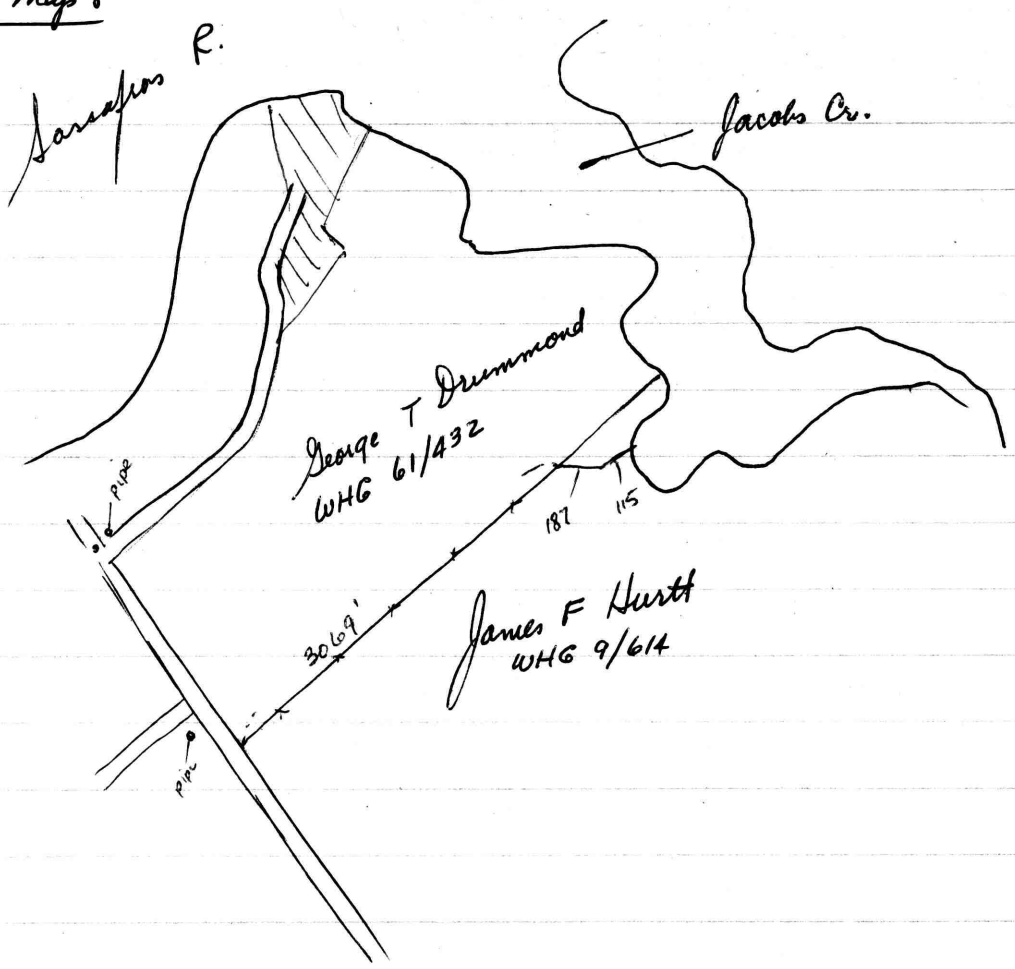 Sassafras R.
Jacobs Cr.
George T Drummond
WHG 61/432
pipe
187
115
3069'
James F Hurtt
WHG 9/614
pipe